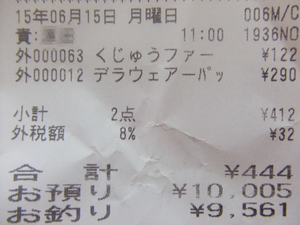 15年06月15日 月曜日 006M/C
責: 11:00 1936NO
外000063 くじゅうファー ¥122
外000012 デラウェアーパッ ¥290
小計 2点 ¥412
外税額 8% ¥32
合 計 ¥444
お預り ¥10,005
お釣り ¥9,561